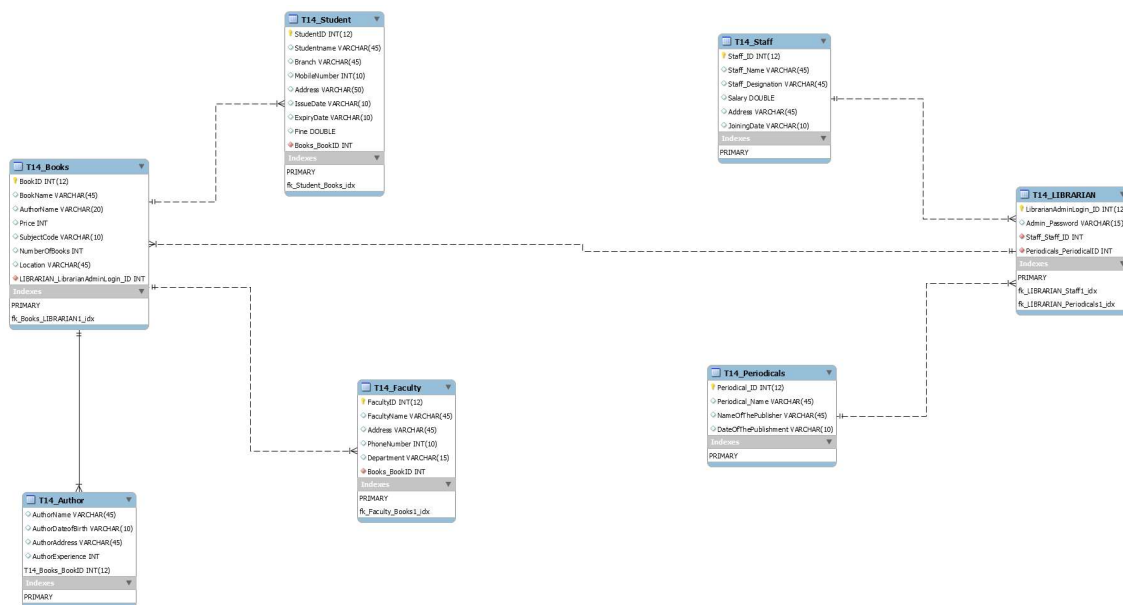 T14_Student
StudentID INT(12)
Studentname VARCHAR(45)
Branch VARCHAR(45)
MobileNumber INT(10)
Address VARCHAR(50)
IssueDate VARCHAR(10)
ExpiryDate VARCHAR(10)
Fine DOUBLE
Books_BookID INT
Indexes
PRIMARY
fk_Student_Books_idx
T14_Staff
Staff_ID INT(12)
Staff_Name VARCHAR(45)
Staff_Designation VARCHAR(45)
Salary DOUBLE
Address VARCHAR(45)
JoiningDate VARCHAR(10)
Indexes
PRIMARY
T14_Books
BookID INT(12)
BookName VARCHAR(45)
AuthorName VARCHAR(20)
Price INT
SubjectCode VARCHAR(10)
NumberOfBooks INT
Location VARCHAR(45)
LIBRARIAN_LibrarianAdminLogin_ID INT
Indexes
PRIMARY
fk_Books_LIBRARIAN1_idx
T14_LIBRARIAN
LibrarianAdminLogin_ID INT(12
Admin_Password VARCHAR(15)
Staff_Staff_ID INT
Periodicals_PeriodicalID INT
Indexes
PRIMARY
fk_LIBRARIAN_Staff1_idx
fk_LIBRARIAN_Periodicals1_idx
T14_Faculty
FacultyID INT(12)
FacultyName VARCHAR(45)
Address VARCHAR(45)
PhoneNumber INT(10)
Department VARCHAR(15)
Books_BookID INT
Indexes
PRIMARY
fk_Faculty_Books1_idx
T14_Periodicals
Periodical_ID INT(12)
Periodical_Name VARCHAR(45)
NameOfThePublisher VARCHAR(45)
DateOfThePublishment VARCHAR(10)
Indexes
PRIMARY
T14_Author
AuthorName VARCHAR(45)
AuthorDateofBirth VARCHAR(10)
AuthorAddress VARCHAR(45)
AuthorExperience INT
T14_Books_BookID INT(12)
Indexes
PRIMARY